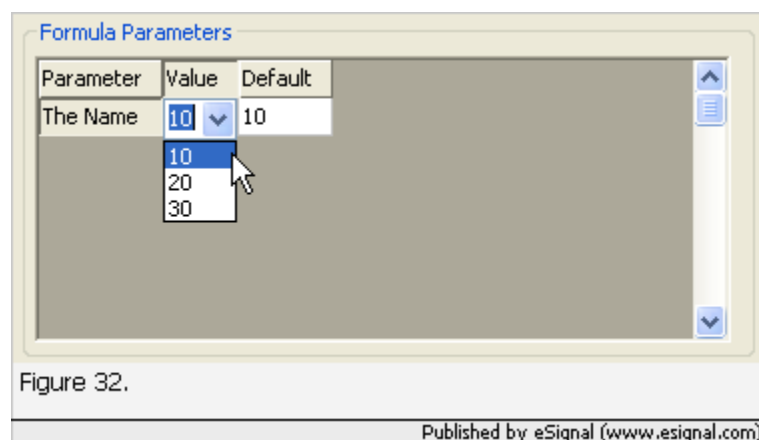 Formula Parameters
Parameter Value Default
The Name 10 10
10
20
30
Figure 32.
Published by eSignal (www.esignal.com)